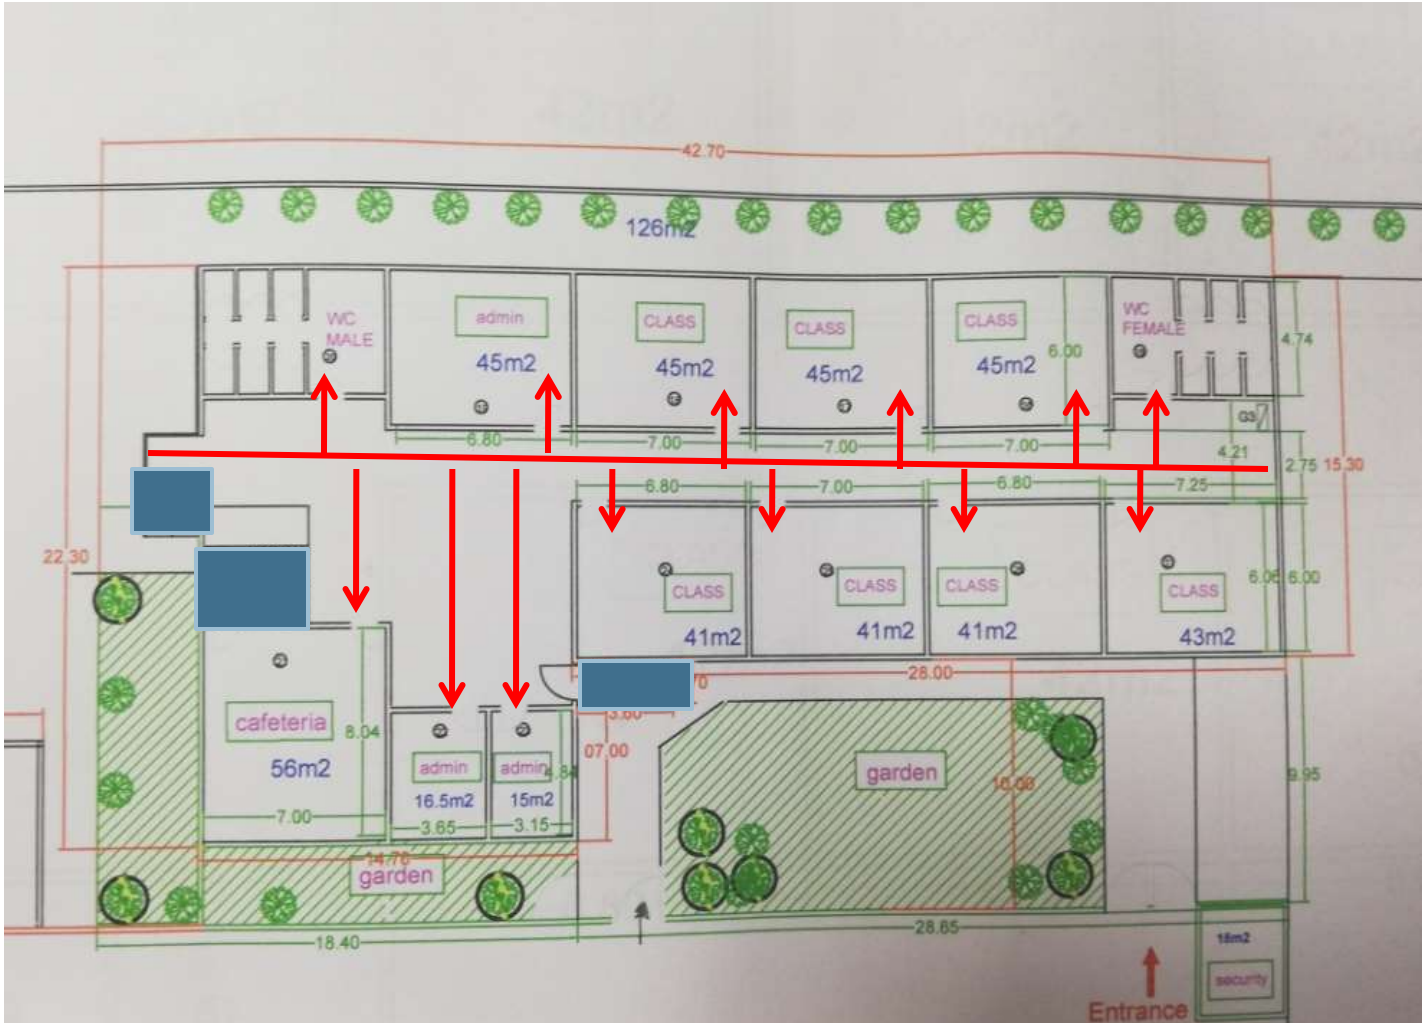 42.70
126m2
WC
MALE
admin
45m2
CLASS
45m2
CLASS
45m2
CLASS
45m2
6.00
WC
FEMALE
4.74
G3
6.80
7.00
7.00
7.00
4.21
2.75
15.30
6.80
7.00
6.80
7.25
22.30
CLASS
41m2
CLASS
41m2
CLASS
41m2
CLASS
43m2
6.00
28.00
3.60
cafeteria
56m2
8.04
7.00
admin
16.5m2
3.65
admin
15m2
3.15
07.00
garden
9.95
14.70
garden
18.40
28.65
security
Entrance